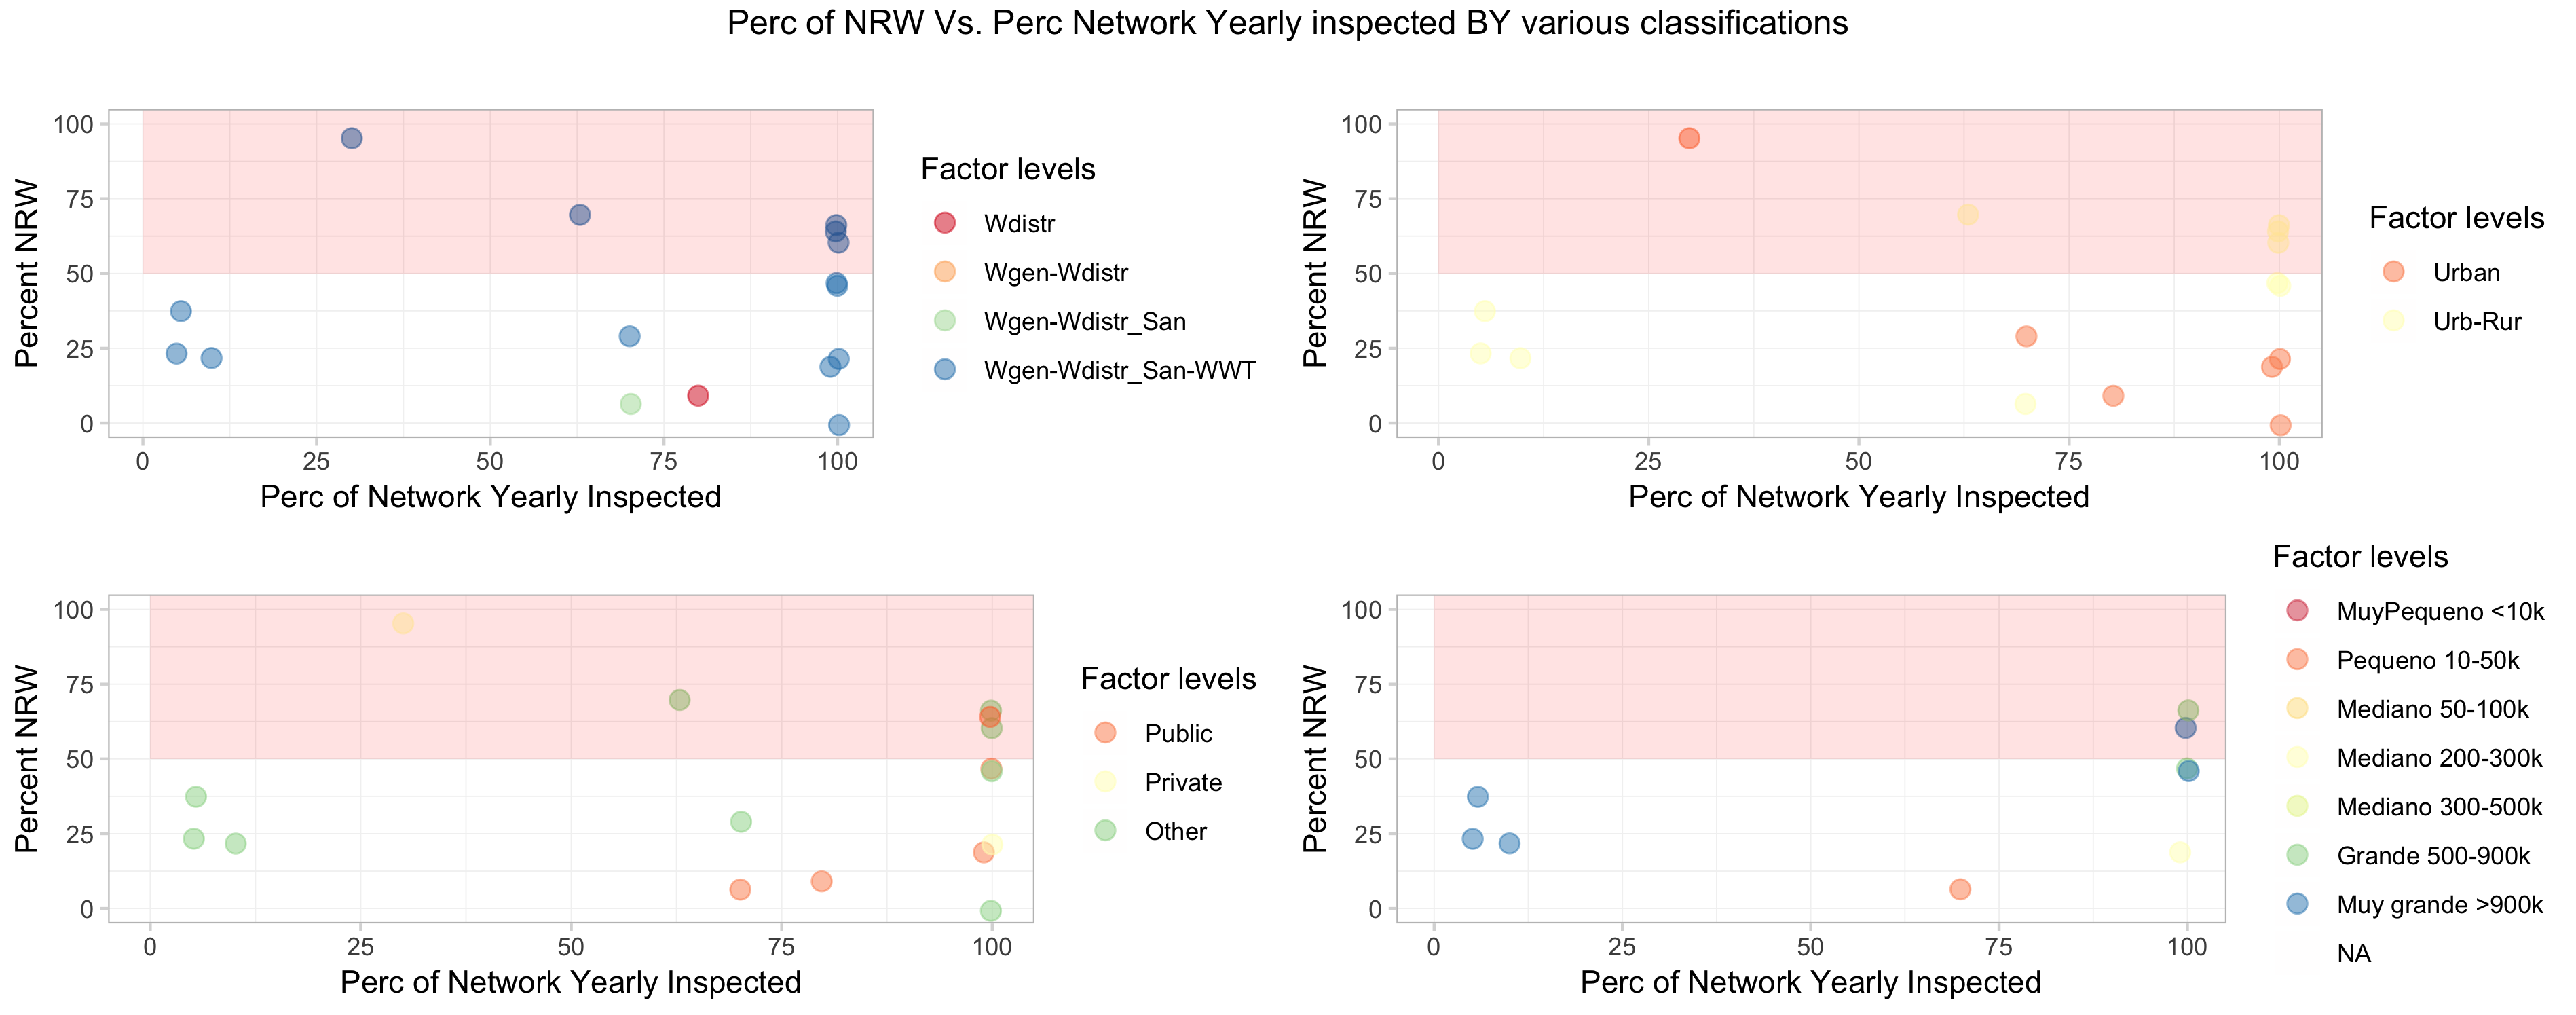 Perc of NRW Vs. Perc Network Yearly inspected BY various classifications
Percent NRW
100
75
50
25
0
0 25 50 75 100
Perc of Network Yearly Inspected
Factor levels
Wdistr
Wgen-Wdistr
Wgen-Wdistr_San
Wgen-Wdistr_San-WWT
Percent NRW
100
75
50
25
0
0 25 50 75 100
Perc of Network Yearly Inspected
Factor levels
Urban
Urb-Rur
Percent NRW
100
75
50
25
0
0 25 50 75 100
Perc of Network Yearly Inspected
Factor levels
Public
Private
Other
Percent NRW
100
75
50
25
0
0 25 50 75 100
Perc of Network Yearly Inspected
Factor levels
MuyPequeno <10k
Pequeno 10-50k
Mediano 50-100k
Mediano 200-300k
Mediano 300-500k
Grande 500-900k
Muy grande >900k
NA